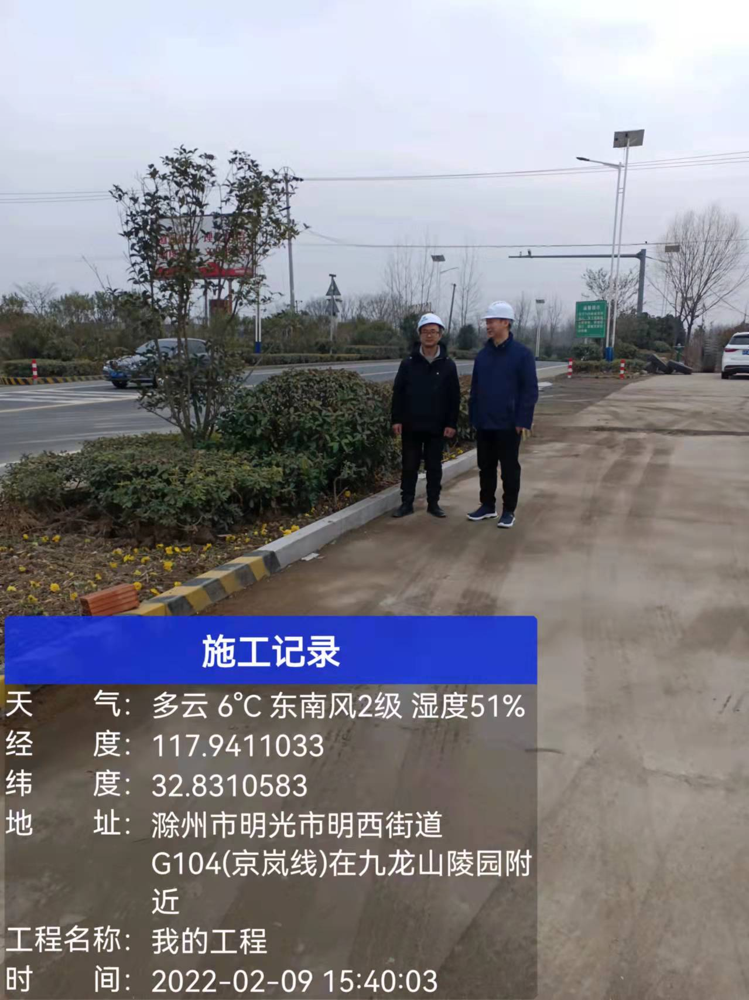 施工记录
天 气：多云 6℃ 东南风2级 湿度51%
经 度：117.9411033
纬 度：32.8310583
地 址：滁州市明光市明西街道
G104(京岚线)在九龙山陵园附
近
工程名称：我的工程
时 间：2022-02-09 15:40:03